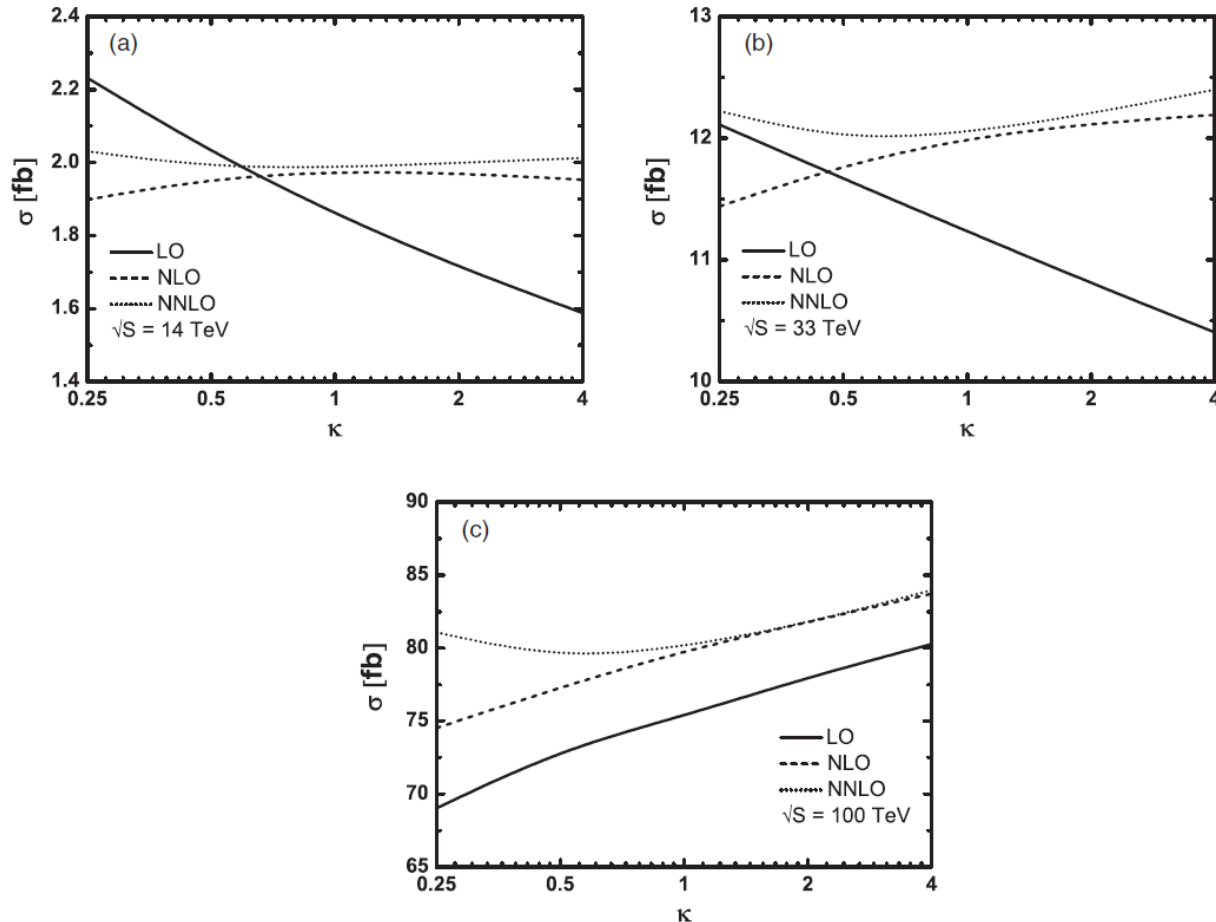 (a)
2.2
2.0
1.8
1.6
1.4
σ [fb]
LO
NLO
NNLO
√S = 14 TeV
0.25 0.5 1 2 4
κ
(b)
13
12
11
10
σ [fb]
LO
NLO
NNLO
√S = 33 TeV
0.25 0.5 1 2 4
κ
(c)
90
85
80
75
70
65
σ [fb]
LO
NLO
NNLO
√S = 100 TeV
0.25 0.5 1 2 4
κ